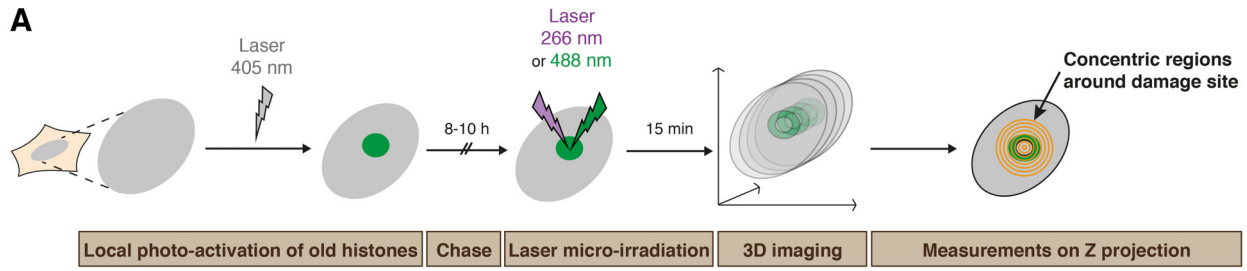 A
Laser
405 nm
8-10 h
Laser
266 nm
or 488 nm
15 min
Concentric regions
around damage site
Local photo-activation of old histones
Chase
Laser micro-irradiation
3D imaging
Measurements on Z projection